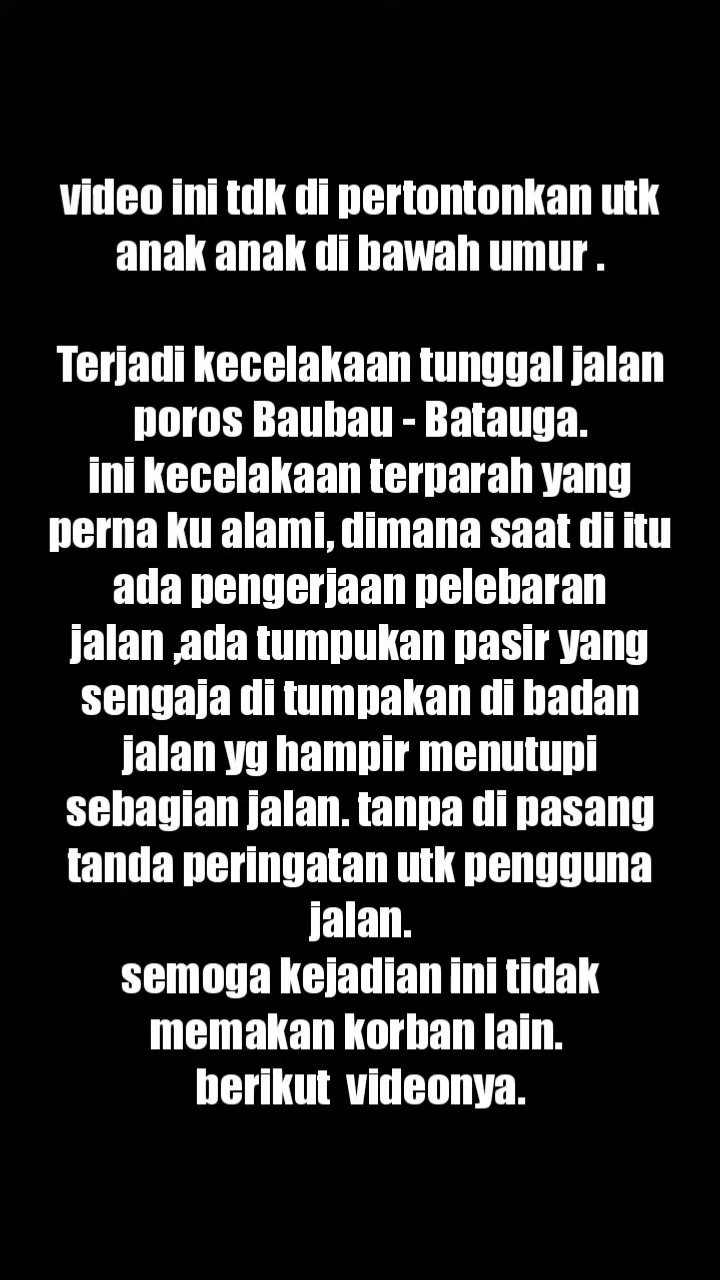 video ini tdk di pertontonkan utk
anak anak di bawah umur .
Terjadi kecelakaan tunggal jalan
poros Baubau - Batauga.
ini kecelakaan terparah yang
perna ku alami, dimana saat di itu
ada pengerjaan pelebaran
jalan ,ada tumpukan pasir yang
sengaja di tumpakan di badan
jalan yg hampir menutupi
sebagian jalan. tanpa di pasang
tanda peringatan utk pengguna
jalan.
semoga kejadian ini tidak
memakan korban lain.
berikut  videonya.